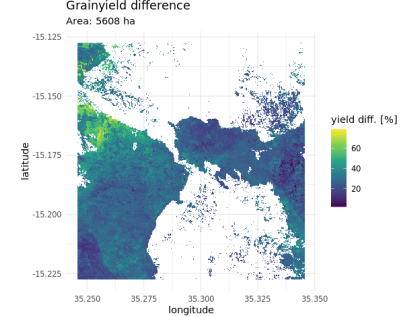 Grainyield difference
Area: 5608 ha
-15.125
-15.150
-15.175
-15.200
-15.225
latitude
35.250 35.275 35.300 35.325 35.350
longitude
yield diff. [%]
60
40
20